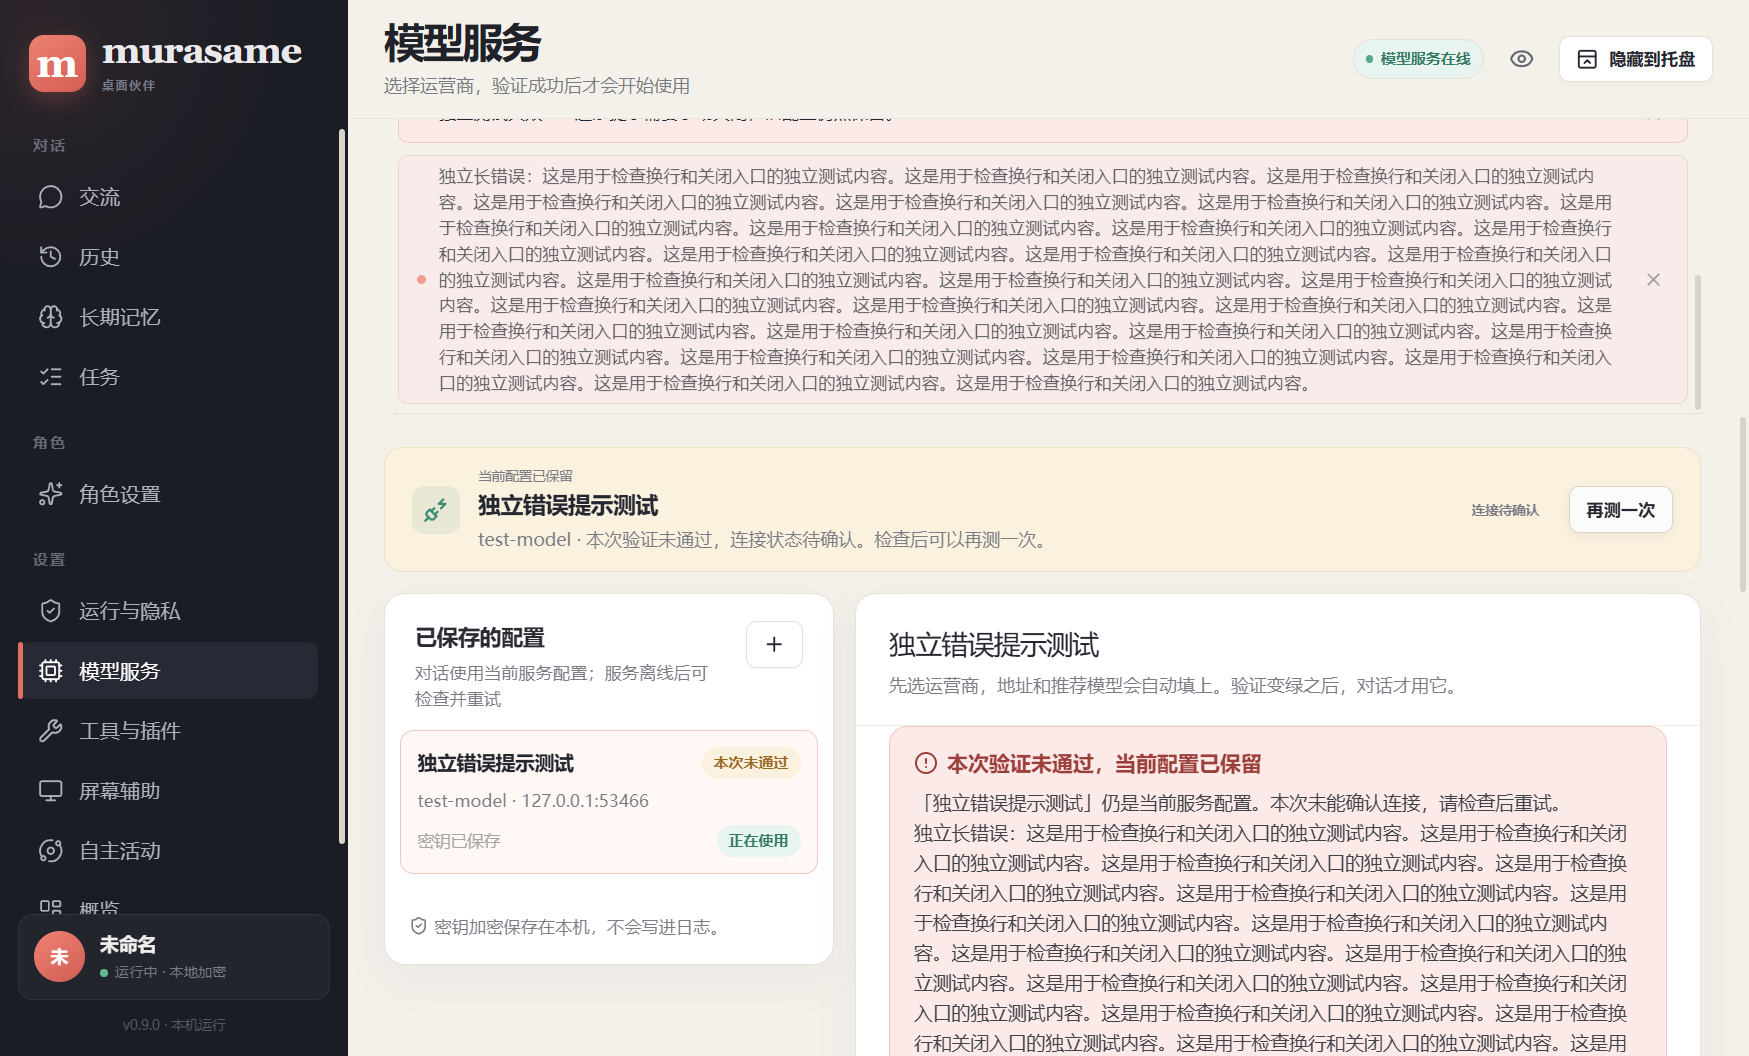 m
murasame
桌面伙伴
对话
交流
历史
长期记忆
任务
角色
角色设置
设置
运行与隐私
模型服务
工具与插件
屏幕辅助
自主活动
概览
未
未命名
运行中 · 本地加密
v0.9.0 · 本机运行
模型服务
选择运营商，验证成功后才会开始使用
模型服务在线
隐藏到托盘
独立长错误：这是用于检查换行和关闭入口的独立测试内容。这是用于检查换行和关闭入口的独立测试内容。这是用于检查换行和关闭入口的独立测试内
容。这是用于检查换行和关闭入口的独立测试内容。这是用于检查换行和关闭入口的独立测试内容。这是用于检查换行和关闭入口的独立测试内容。这是用
于检查换行和关闭入口的独立测试内容。这是用于检查换行和关闭入口的独立测试内容。这是用于检查换行和关闭入口的独立测试内容。这是用于检查换行
和关闭入口的独立测试内容。这是用于检查换行和关闭入口的独立测试内容。这是用于检查换行和关闭入口的独立测试内容。这是用于检查换行和关闭入口
的独立测试内容。这是用于检查换行和关闭入口的独立测试内容。这是用于检查换行和关闭入口的独立测试内容。这是用于检查换行和关闭入口的独立测试
内容。这是用于检查换行和关闭入口的独立测试内容。这是用于检查换行和关闭入口的独立测试内容。这是用于检查换行和关闭入口的独立测试内容。这是
用于检查换行和关闭入口的独立测试内容。这是用于检查换行和关闭入口的独立测试内容。这是用于检查换行和关闭入口的独立测试内容。这是用于检查换
行和关闭入口的独立测试内容。这是用于检查换行和关闭入口的独立测试内容。这是用于检查换行和关闭入口的独立测试内容。这是用于检查换行和关闭入
口的独立测试内容。这是用于检查换行和关闭入口的独立测试内容。这是用于检查换行和关闭入口的独立测试内容。
当前配置已保留
独立错误提示测试
test-model · 本次验证未通过，连接状态待确认。检查后可以再测一次。
连接待确认
再测一次
已保存的配置
对话使用当前服务配置；服务离线后可
检查并重试
独立错误提示测试
本次未通过
test-model · 127.0.0.1:53466
密钥已保存
正在使用
密钥加密保存在本机，不会写进日志。
独立错误提示测试
先选运营商，地址和推荐模型会自动填上。验证变绿之后，对话才用它。
本次验证未通过，当前配置已保留
「独立错误提示测试」仍是当前服务配置。本次未能确认连接，请检查后重试。
独立长错误：这是用于检查换行和关闭入口的独立测试内容。这是用于检查换行和关闭
入口的独立测试内容。这是用于检查换行和关闭入口的独立测试内容。这是用于检查换
行和关闭入口的独立测试内容。这是用于检查换行和关闭入口的独立测试内容。这是用
于检查换行和关闭入口的独立测试内容。这是用于检查换行和关闭入口的独立测试内
容。这是用于检查换行和关闭入口的独立测试内容。这是用于检查换行和关闭入口的独
立测试内容。这是用于检查换行和关闭入口的独立测试内容。这是用于检查换行和关闭
入口的独立测试内容。这是用于检查换行和关闭入口的独立测试内容。这是用于检查换
行和关闭入口的独立测试内容。这是用于检查换行和关闭入口的独立测试内容。这是用